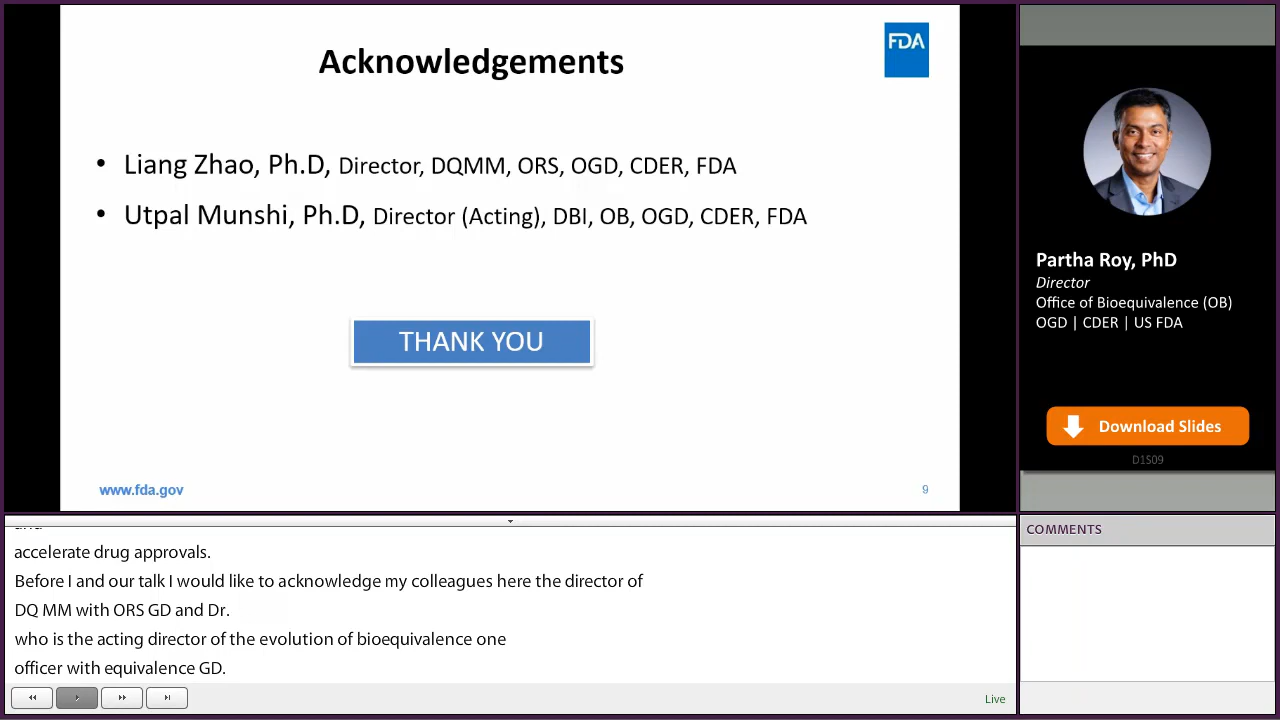 Acknowledgements
FDA
• Liang Zhao, Ph.D, Director, DQMM, ORS, OGD, CDER, FDA
• Utpal Munshi, Ph.D, Director (Acting), DBI, OB, OGD, CDER, FDA
THANK YOU
www.fda.gov
9
Partha Roy, PhD
Director
Office of Bioequivalence (OB)
OGD | CDER | US FDA
Download Slides
D1S09
accelerate drug approvals.
Before I and our talk I would like to acknowledge my colleagues here the director of
DQ MM with ORS GD and Dr.
who is the acting director of the evolution of bioequivalence one
officer with equivalence GD.
Live
COMMENTS